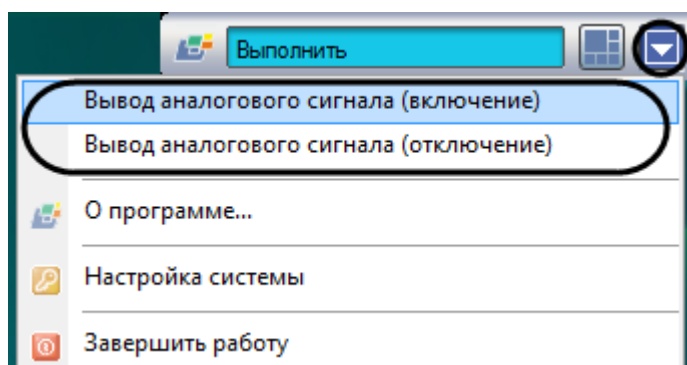 Выполнить
Вывод аналогового сигнала (включение)
Вывод аналогового сигнала (отключение)
О программе...
Настройка системы
Завершить работу